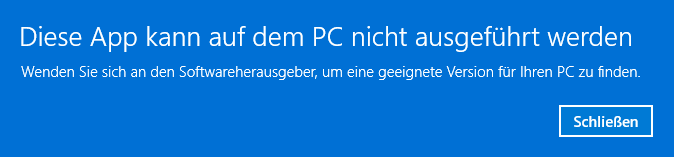 Diese App kann auf dem PC nicht ausgeführt werden
Wenden Sie sich an den Softwareherausgeber, um eine geeignete Version für Ihren PC zu finden.
Schließen